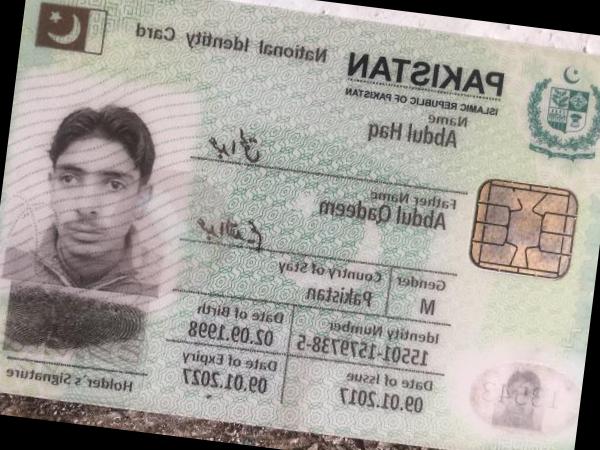 PAKISTAN
National Identity Card
ISLAMIC REPUBLIC OF PAKISTAN
Name
Abdul Haq
Father Name
Abdul Qadeem
Gender
Country of Stay
M
Pakistan
Identity Number
Date of Birth
15501-1579738-5
02.09.1998
Date of Issue
Date of Expiry
09.01.2017
09.01.2027
Holder's Signature